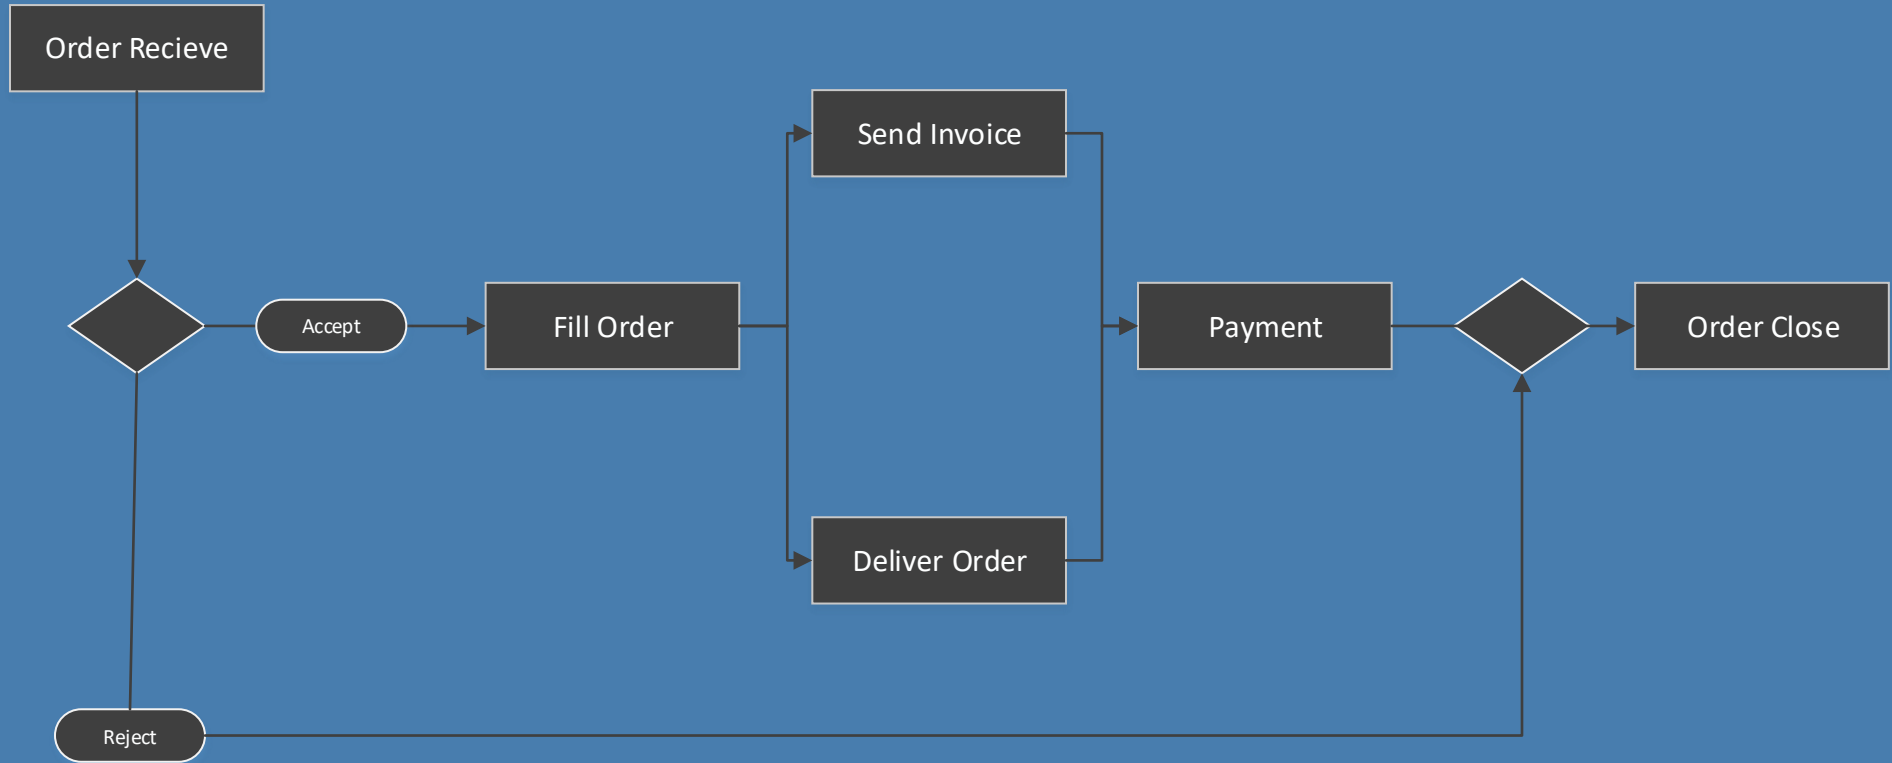 Order Recieve
Send Invoice
Accept
Fill Order
Payment
Order Close
Deliver Order
Reject